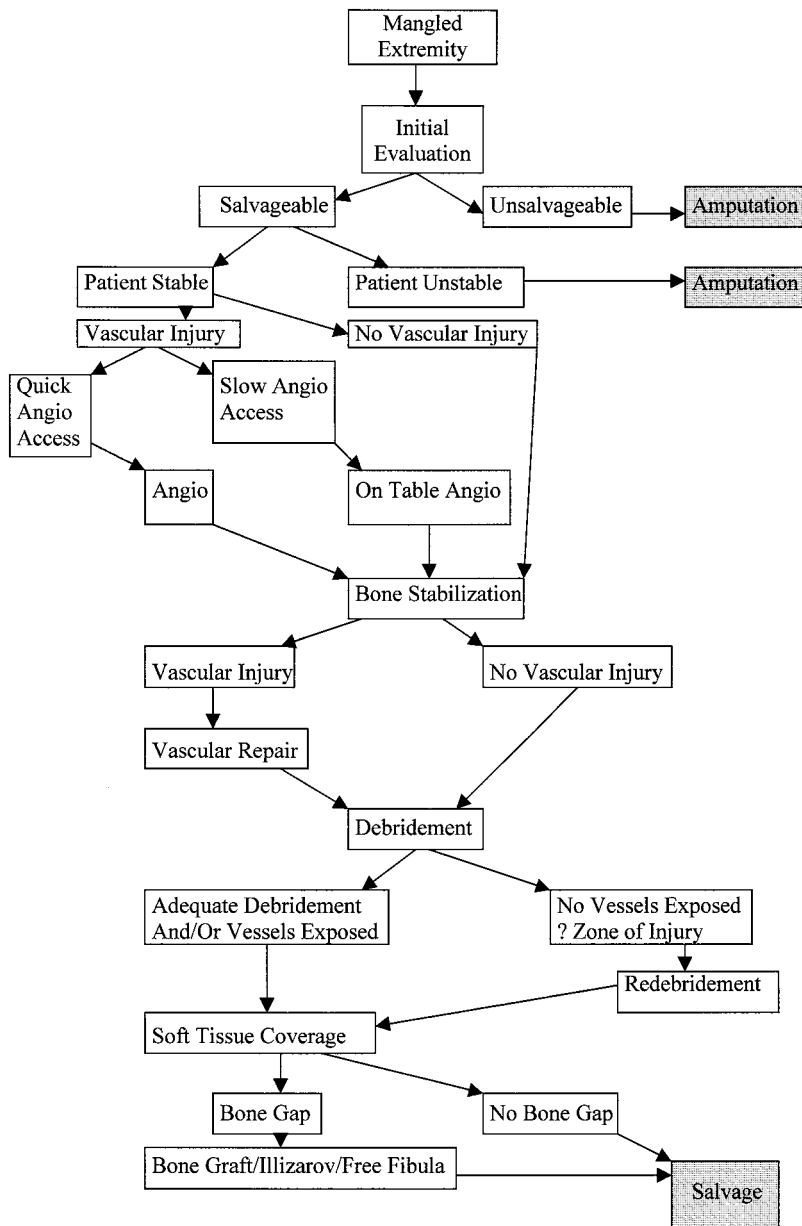 Mangled
Extremity
Initial
Evaluation
Salvageable
Unsalvageable
Amputation
Patient Stable
Patient Unstable
Amputation
Vascular Injury
No Vascular Injury
Quick
Angio
Access
Slow Angio
Access
Angio
On Table Angio
Bone Stabilization
Vascular Injury
No Vascular Injury
Vascular Repair
Debridement
Adequate Debridement
And/Or Vessels Exposed
No Vessels Exposed
? Zone of Injury
Redebridement
Soft Tissue Coverage
Bone Gap
No Bone Gap
Bone Graft/Illizarov/Free Fibula
Salvage